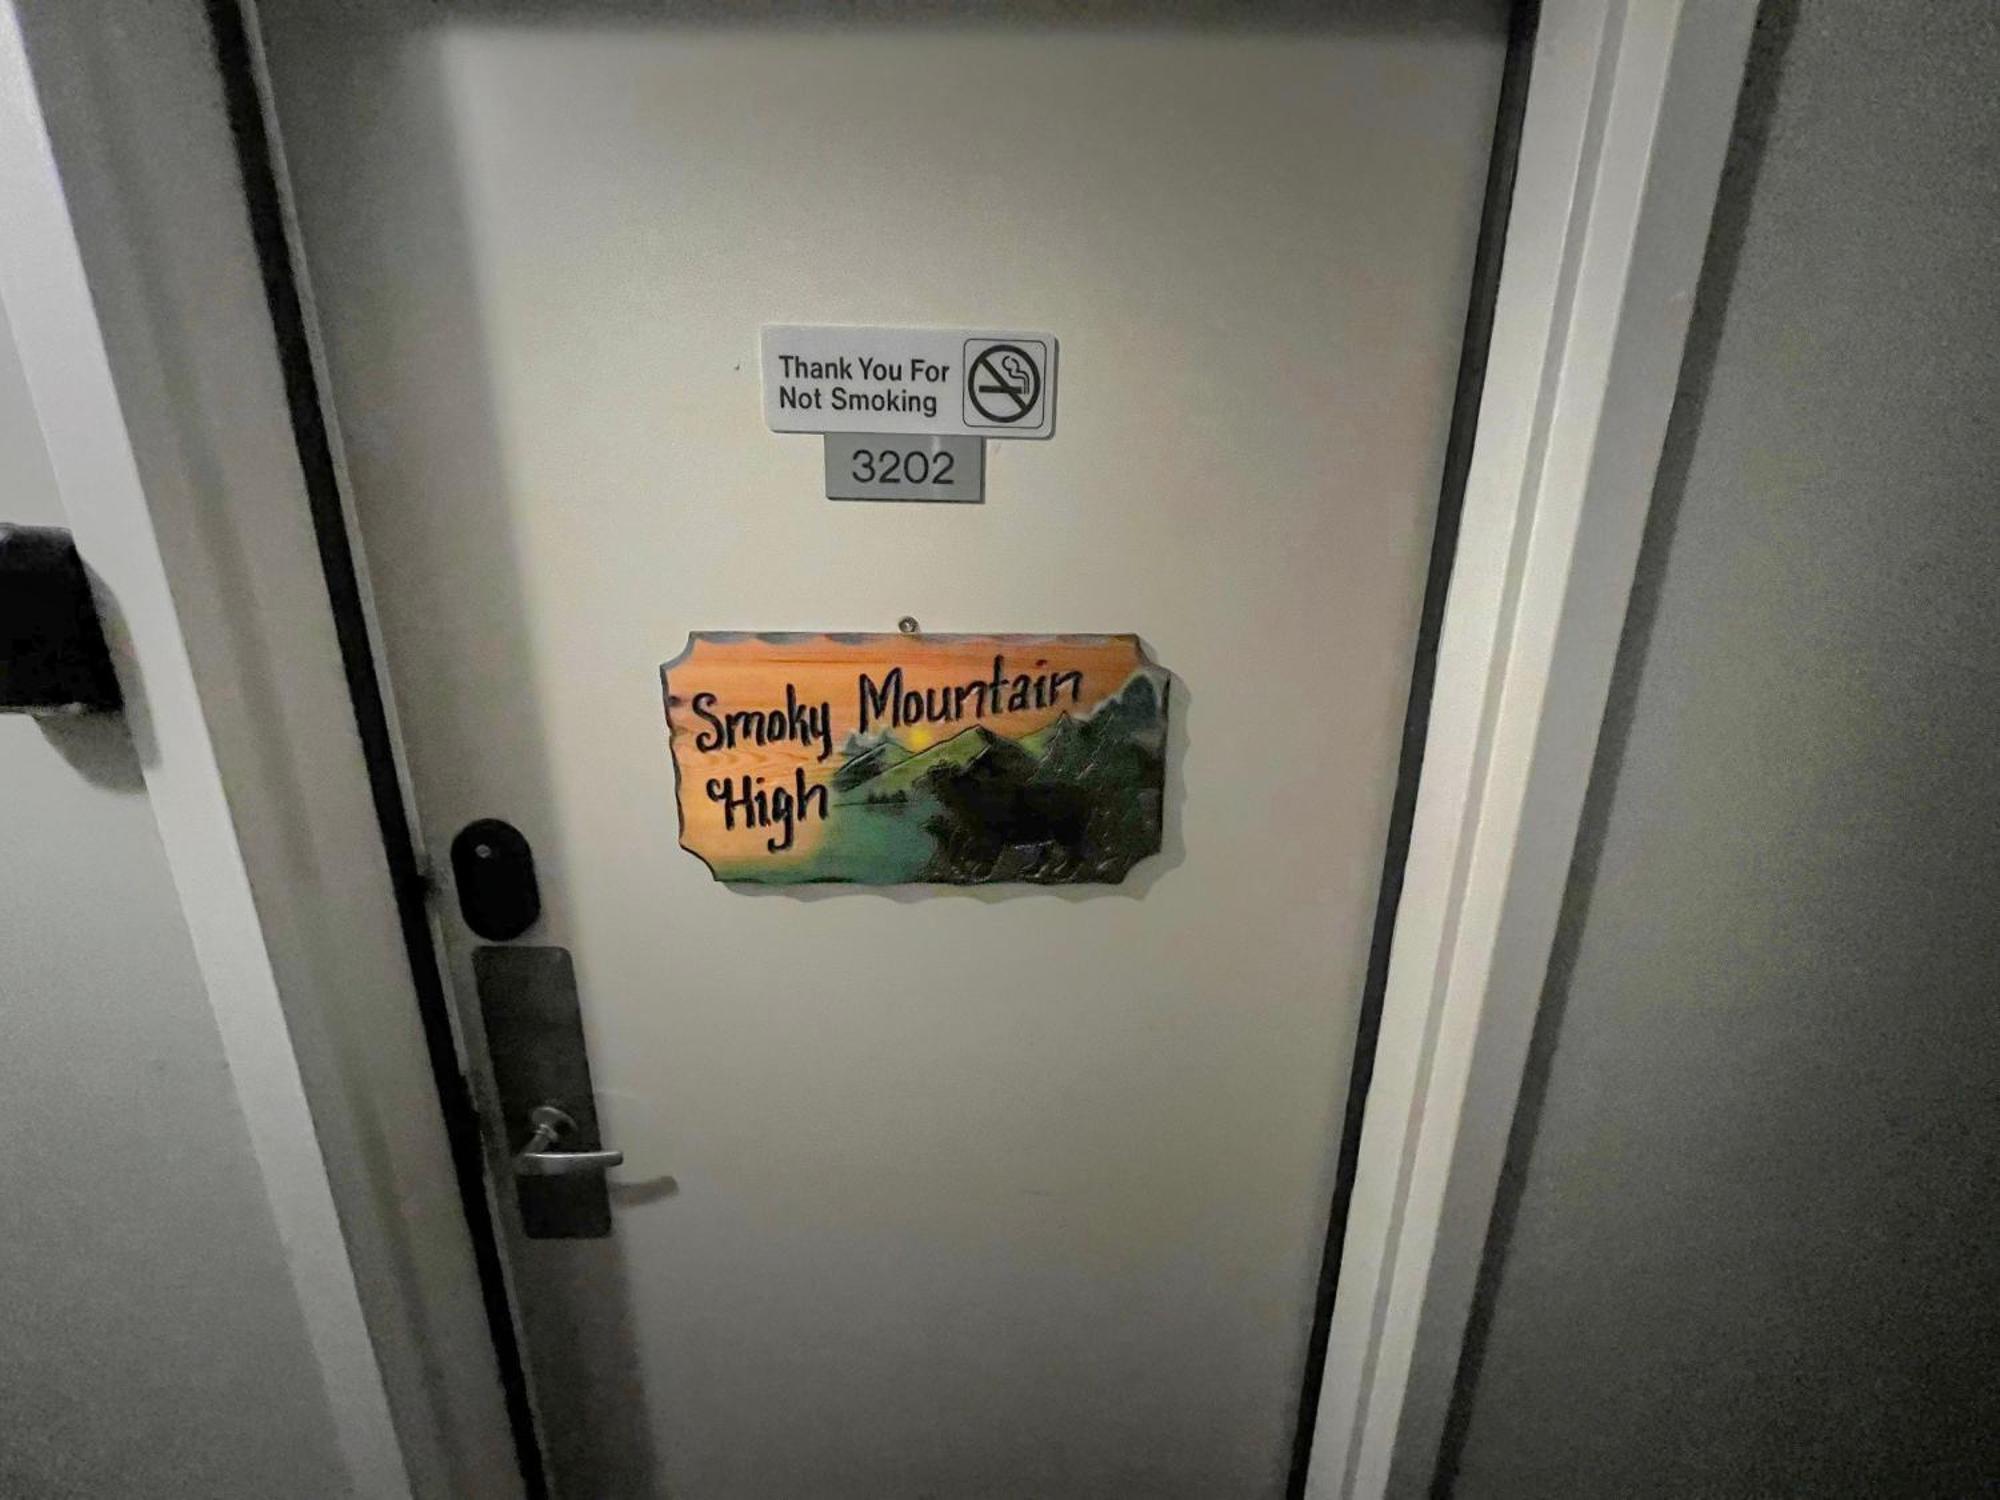 Thank You For
Not Smoking
3202
Smoky Mountain
High